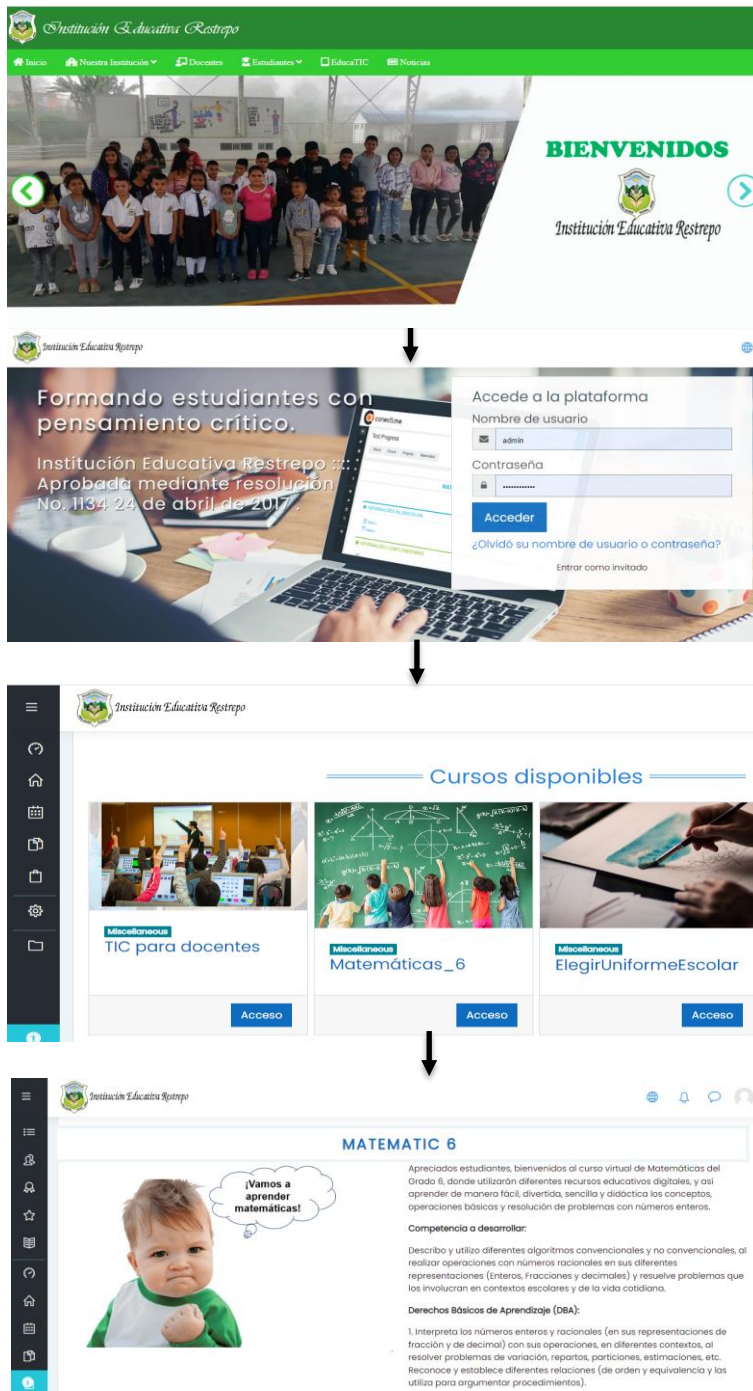 Institución Educativa Restrepo
Inicio Nuestra Institución Docentes Estudiantes EducaTIC Noticias
BIENVENIDOS
Institución Educativa Restrepo
Institución Educativa Restrepo
Formando estudiantes con
pensamiento crítico.
Institución Educativa Restrepo ::::
Aprobada mediante resolución
No. 1134 24 de abril de 2017 .
conectime
Test Progress
Accede a la plataforma
Nombre de usuario
admin
Contraseña
............
Acceder
¿Olvidó su nombre de usuario o contraseña?
Entrar como invitado
Institución Educativa Restrepo
Cursos disponibles
Miscellaneous
TIC para docentes
Acceso
Miscellaneous
Matemáticas_6
Acceso
Miscellaneous
ElegirUniformeEscolar
Acceso
Institución Educativa Restrepo
MATEMATIC 6
¡Vamos a
aprender
matemáticas!
Apreciados estudiantes, bienvenidos al curso virtual de Matemáticas del
Grado 6, donde utilizarán diferentes recursos educativos digitales, y así
aprender de manera fácil, divertida, sencilla y didáctica los conceptos,
operaciones básicas y resolución de problemas con números enteros.
Competencia a desarrollar:
Describo y utilizo diferentes algoritmos convencionales y no convencionales, al
realizar operaciones con números racionales en sus diferentes
representaciones (Enteros, Fracciones y decimales) y resuelve problemas que
los involucran en contextos escolares y de la vida cotidiana.
Derechos Básicos de Aprendizaje (DBA):
1. Interpreta los números enteros y racionales (en sus representaciones de
fracción y de decimal) con sus operaciones, en diferentes contextos, al
resolver problemas de variación, repartos, particiones, estimaciones, etc.
Reconoce y establece diferentes relaciones (de orden y equivalencia y las
utiliza para argumentar procedimientos).